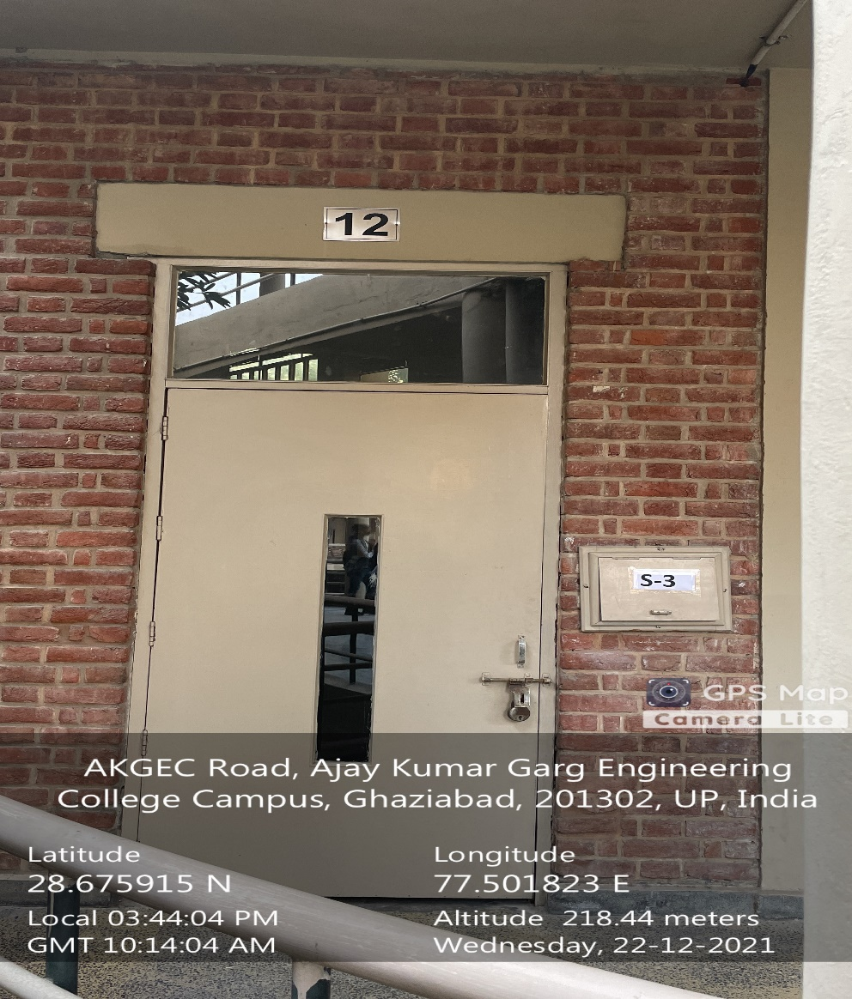 12
S-3
GPS Map
Camera Lite
AKGEC Road, Ajay Kumar Garg Engineering
College Campus, Ghaziabad, 201302, UP, India
Latitude
28.675915 N
Longitude
77.501823 E
Local 03:44:04 PM
GMT 10:14:04 AM
Altitude 218.44 meters
Wednesday, 22-12-2021